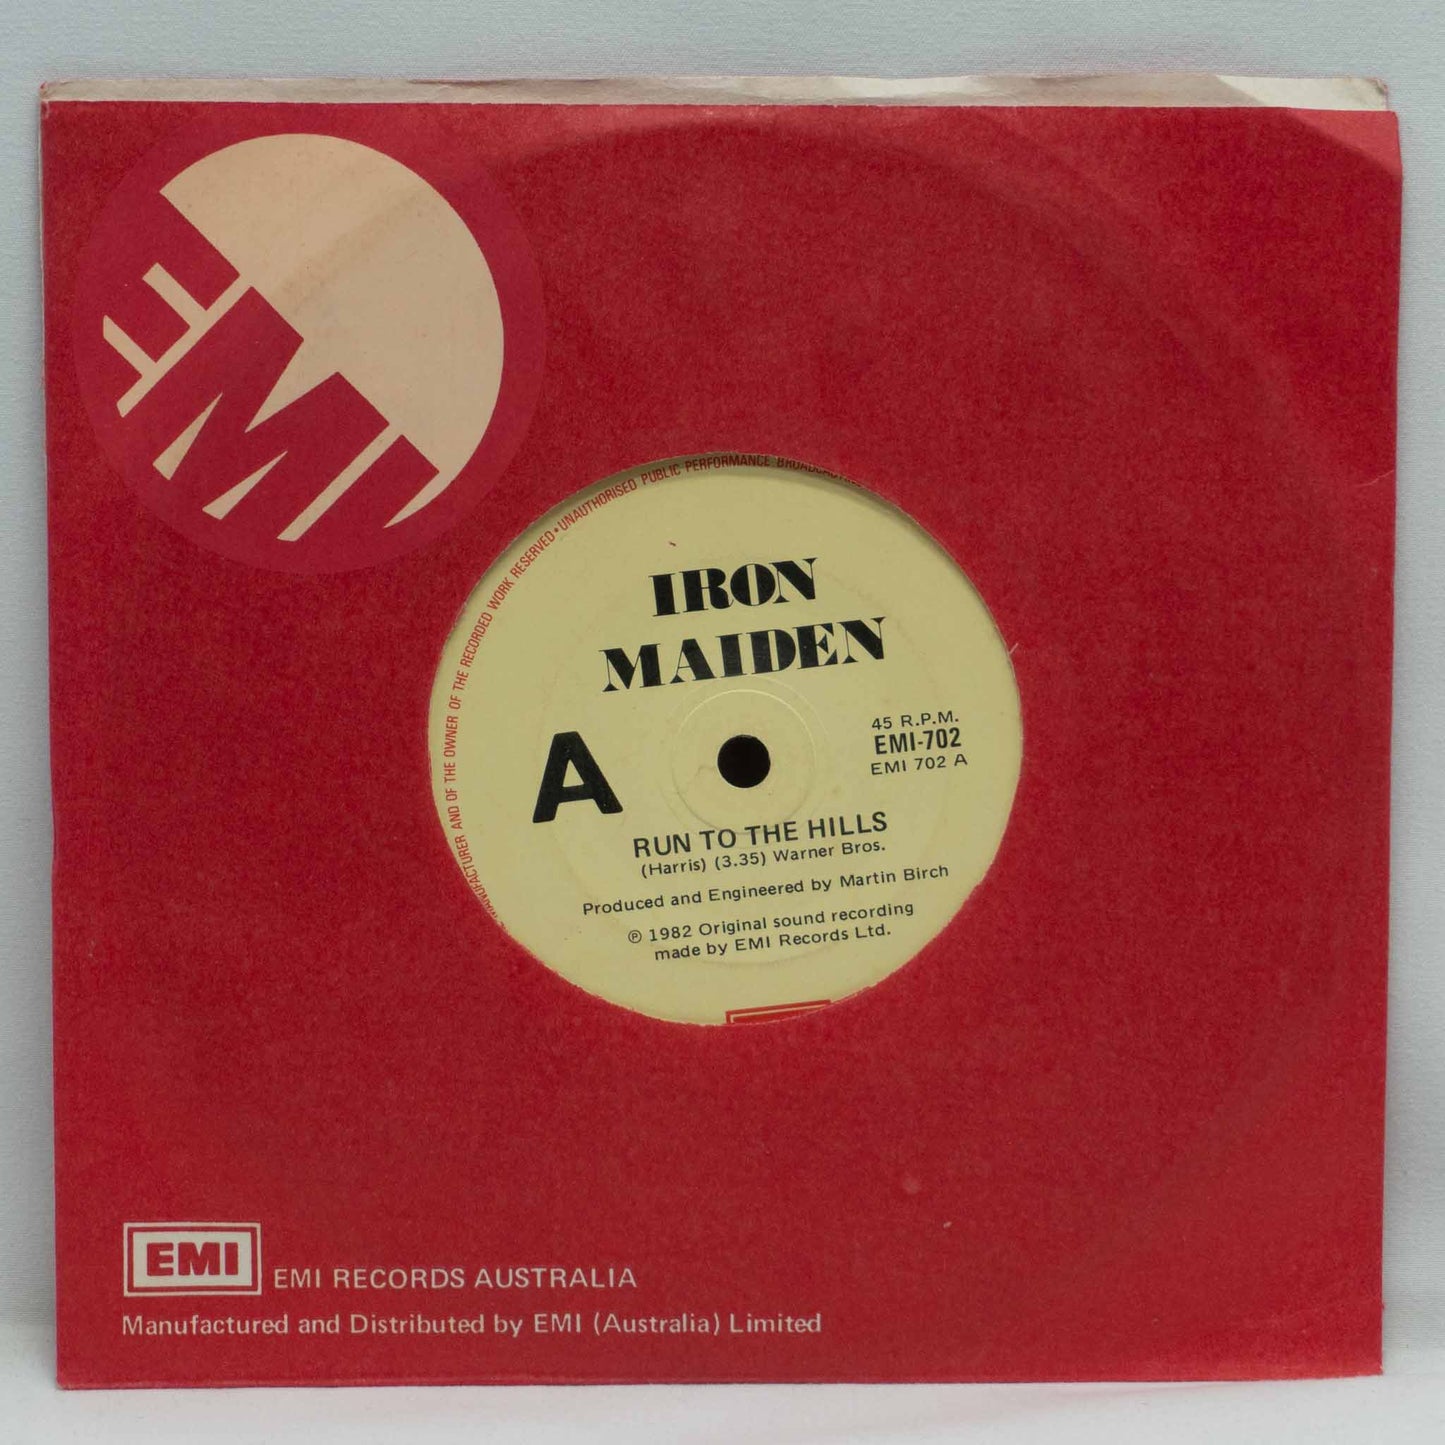 EMI
MANUFACTURER AND OF THE OWNER OF THE RECORDED WORK RESERVED • UNAUTHORISED PUBLIC PERFORMANCE
IRON
MAIDEN
A
45 R.P.M.
EMI-702
EMI 702 A
RUN TO THE HILLS
(Harris) (3.35) Warner Bros.
Produced and Engineered by Martin Birch
℗ 1982 Original sound recording
made by EMI Records Ltd.
EMI EMI RECORDS AUSTRALIA
Manufactured and Distributed by EMI (Australia) Limited